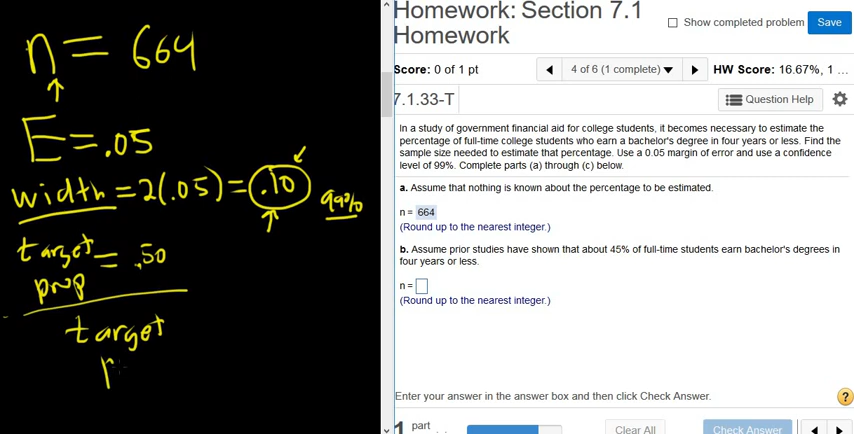 n = 664
E = .05
width = 2(.05) = .10
99%
target = .50
prop
target
p
Homework: Section 7.1
Homework
Show completed problem
Save
Score: 0 of 1 pt
4 of 6 (1 complete)
HW Score: 16.67%, 1 ...
7.1.33-T
Question Help
In a study of government financial aid for college students, it becomes necessary to estimate the
percentage of full-time college students who earn a bachelor's degree in four years or less. Find the
sample size needed to estimate that percentage. Use a 0.05 margin of error and use a confidence
level of 99%. Complete parts (a) through (c) below.
a. Assume that nothing is known about the percentage to be estimated.
n = 664
(Round up to the nearest integer.)
b. Assume prior studies have shown that about 45% of full-time students earn bachelor's degrees in
four years or less.
n =
(Round up to the nearest integer.)
Enter your answer in the answer box and then click Check Answer.
?
1 part
Clear All
Check Answer